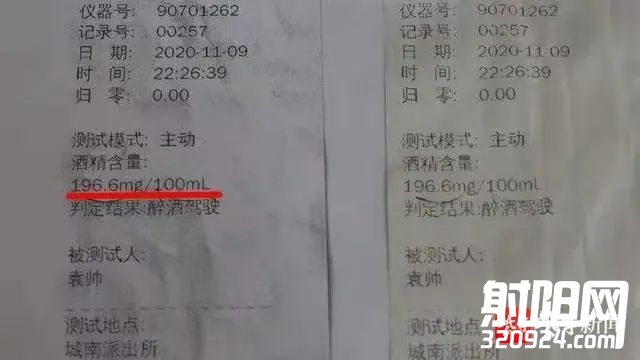 仪器号: 90701262
记录号: 00257
日 期: 2020-11-09
时 间: 22:26:39
归 零: 0.00
测试模式: 主动
酒精含量:
196.6mg/100mL
判定结果:醉酒驾驶
被测试人:
袁帅
测试地点:
城南派出所
仪器号: 90701262
记录号: 00257
日 期: 2020-11-09
时 间: 22:26:39
归 零: 0.00
测试模式: 主动
酒精含量:
196.6mg/100mL
判定结果:醉酒驾驶
被测试人:
袁帅
测试地点:
城南派出所
射阳网
320924.com